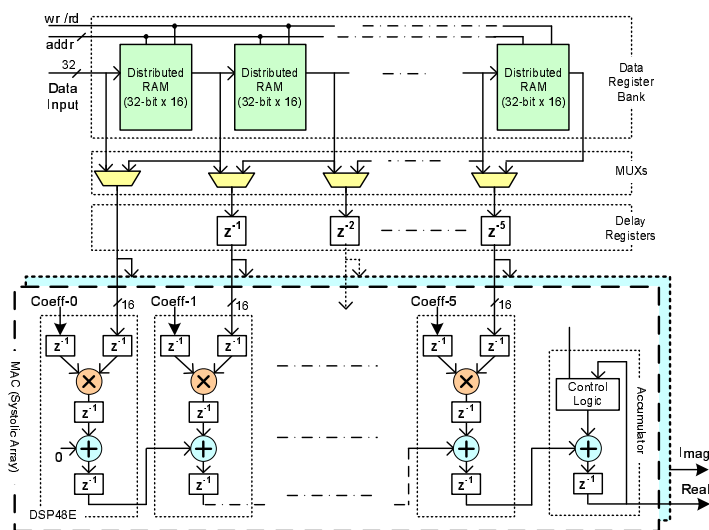 wr /rd
addr
32
Data
Input
Distributed
RAM
(32-bit x 16)
Distributed
RAM
(32-bit x 16)
Distributed
RAM
(32-bit x 16)
Data
Register
Bank
MUXs
z⁻¹
z⁻²
z⁻⁵
Delay
Registers
Coeff-0
16
Coeff-1
16
Coeff-5
16
z⁻¹
z⁻¹
z⁻¹
z⁻¹
z⁻¹
z⁻¹
×
×
×
z⁻¹
z⁻¹
z⁻¹
Control
Logic
0
+
+
+
+
z⁻¹
z⁻¹
z⁻¹
z⁻¹
DSP48E
MAC (Systolic Array)
Accumulator
Imag
Real